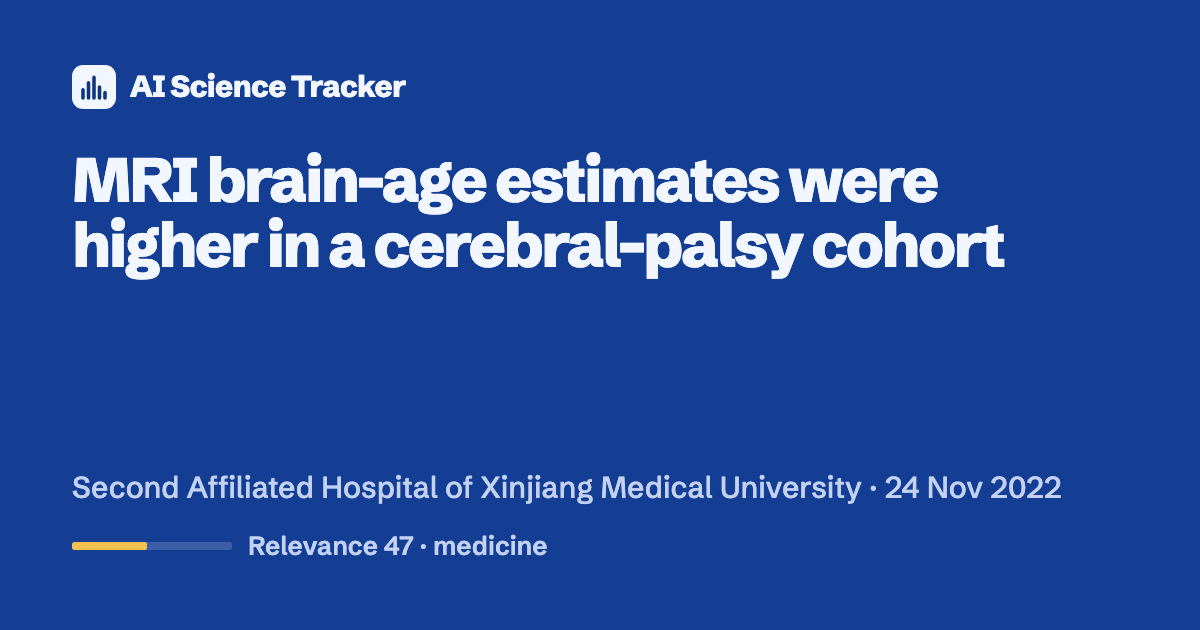 AI Science Tracker
MRI brain-age estimates were
higher in a cerebral-palsy cohort
Second Affiliated Hospital of Xinjiang Medical University · 24 Nov 2022
Relevance 47 · medicine